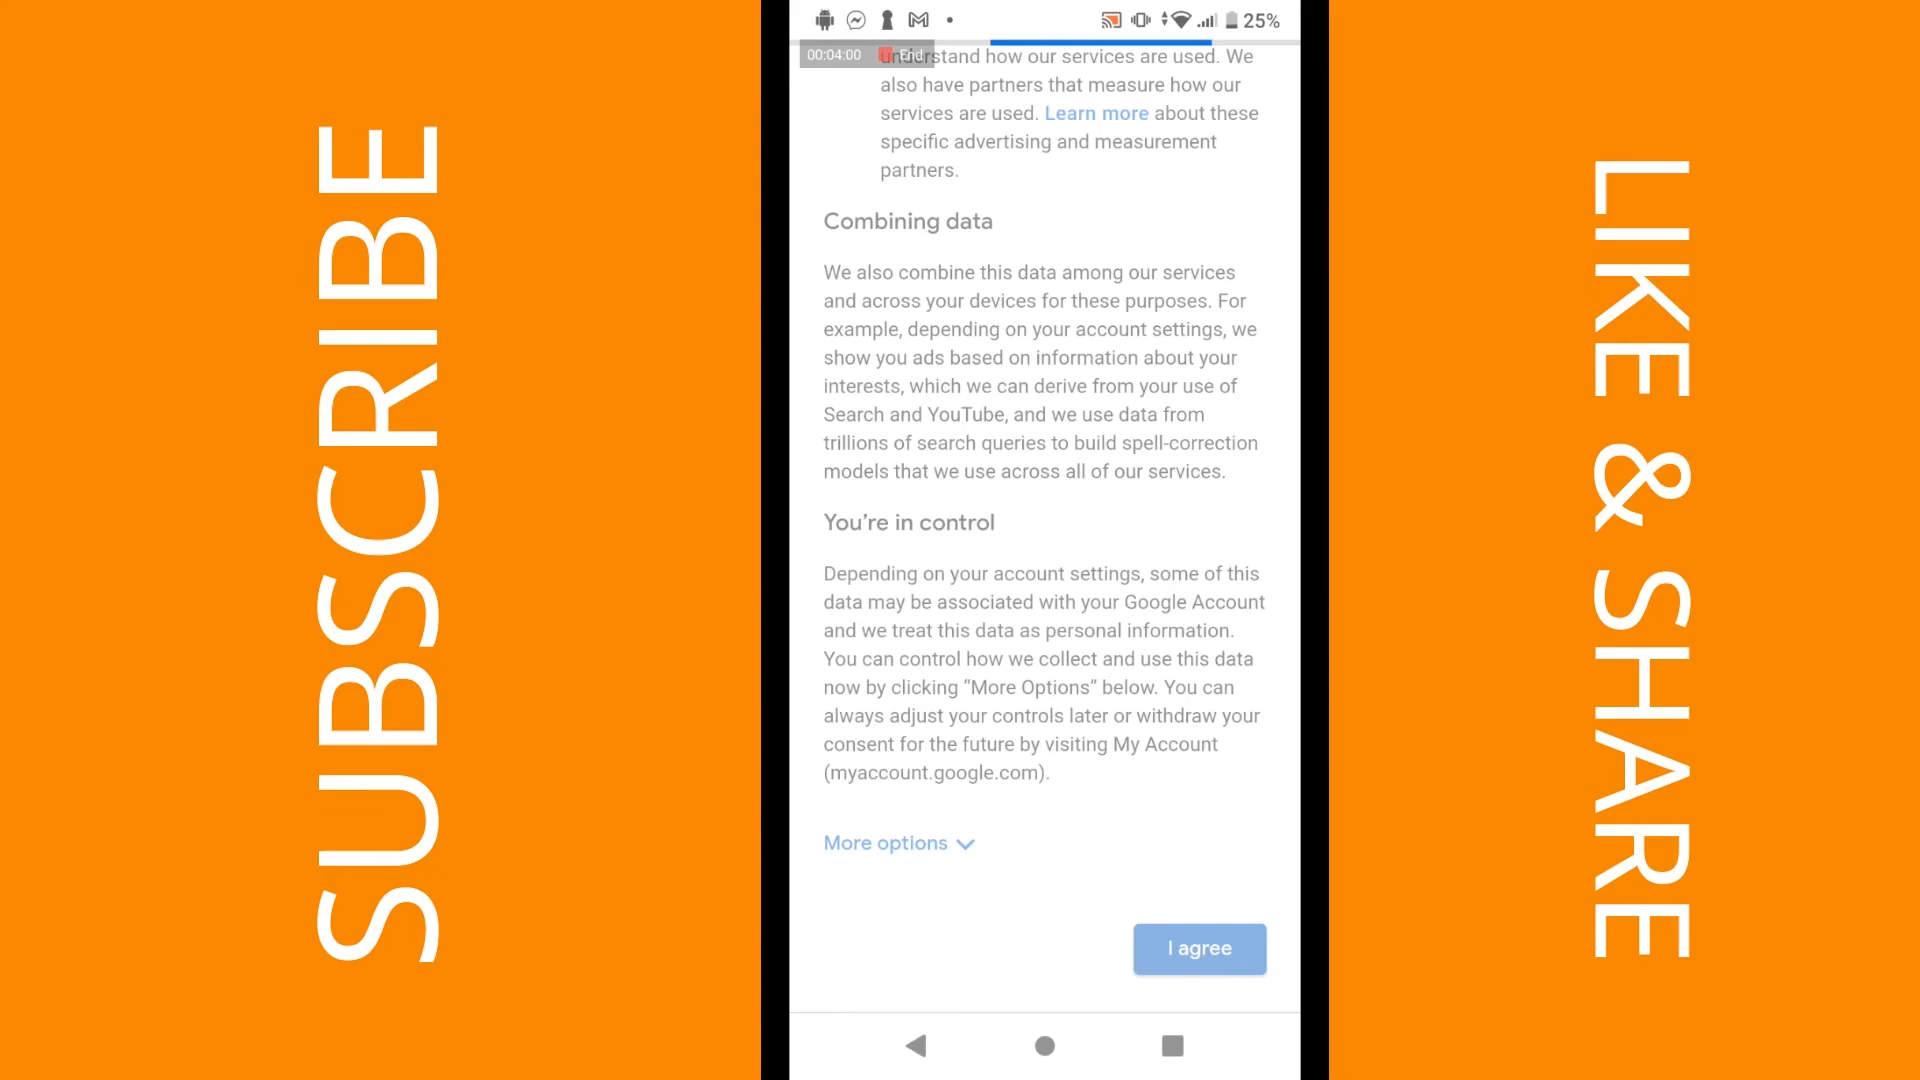 SUBSCRIBE
25%
00:04:00 End
understand how our services are used. We
also have partners that measure how our
services are used. Learn more about these
specific advertising and measurement
partners.
Combining data
We also combine this data among our services
and across your devices for these purposes. For
example, depending on your account settings, we
show you ads based on information about your
interests, which we can derive from your use of
Search and YouTube, and we use data from
trillions of search queries to build spell-correction
models that we use across all of our services.
You’re in control
Depending on your account settings, some of this
data may be associated with your Google Account
and we treat this data as personal information.
You can control how we collect and use this data
now by clicking “More Options” below. You can
always adjust your controls later or withdraw your
consent for the future by visiting My Account
(myaccount.google.com).
More options
I agree
LIKE & SHARE